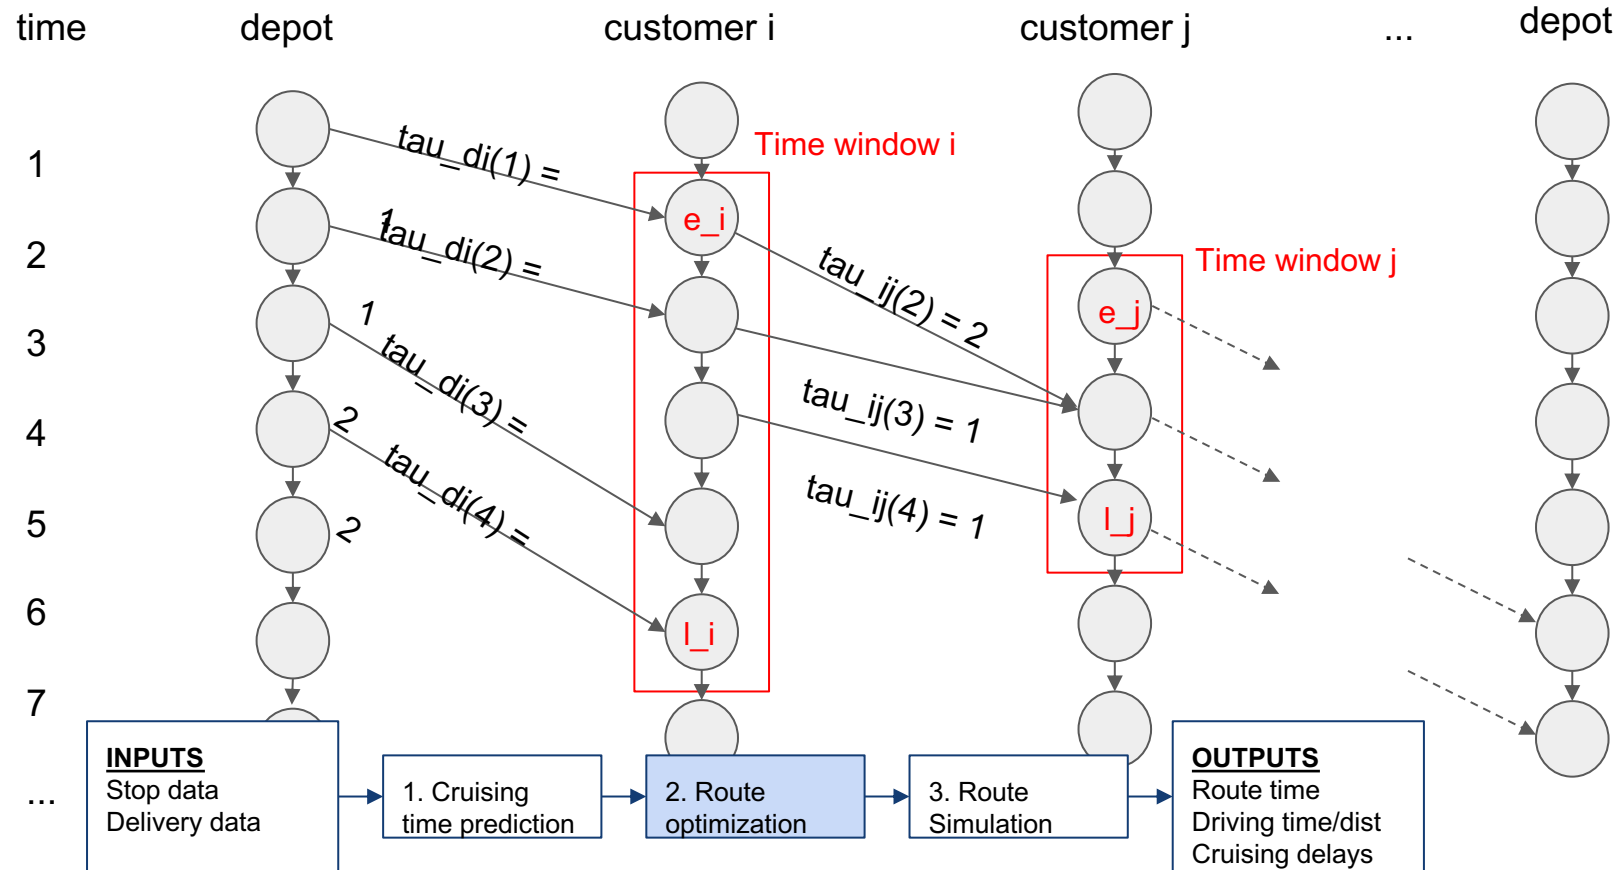 time depot customer i customer j ... depot
1
2
3
4
5
6
7
...
tau_di(1) =
1
tau_di(2) =
1
tau_di(3) =
2
tau_di(4) =
2
Time window i
e_i
l_i
tau_ij(2) = 2
tau_ij(3) = 1
tau_ij(4) = 1
Time window j
e_j
l_j
INPUTS
Stop data
Delivery data
1. Cruising
time prediction
2. Route
optimization
3. Route
Simulation
OUTPUTS
Route time
Driving time/dist
Cruising delays